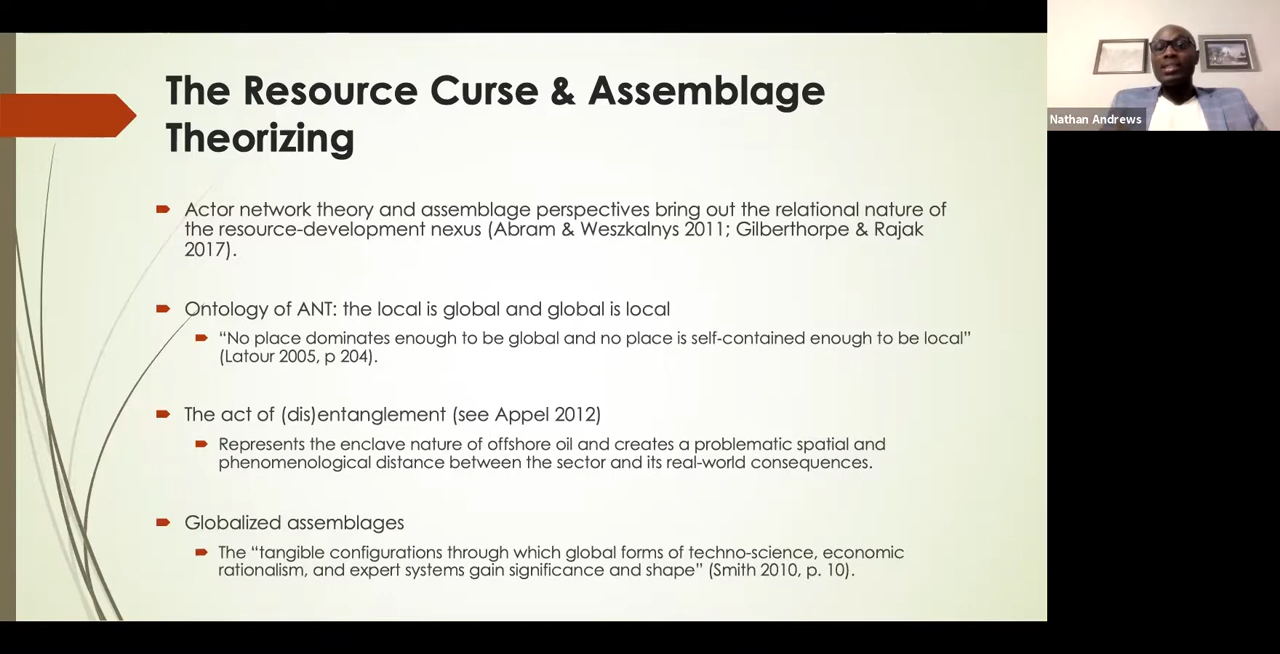 The Resource Curse & Assemblage
Theorizing
Actor network theory and assemblage perspectives bring out the relational nature of
the resource-development nexus (Abram & Weszkalnys 2011; Gilberthorpe & Rajak
2017).
Ontology of ANT: the local is global and global is local
“No place dominates enough to be global and no place is self-contained enough to be local”
(Latour 2005, p 204).
The act of (dis)entanglement (see Appel 2012)
Represents the enclave nature of offshore oil and creates a problematic spatial and
phenomenological distance between the sector and its real-world consequences.
Globalized assemblages
The “tangible configurations through which global forms of techno-science, economic
rationalism, and expert systems gain significance and shape” (Smith 2010, p. 10).
Nathan Andrews